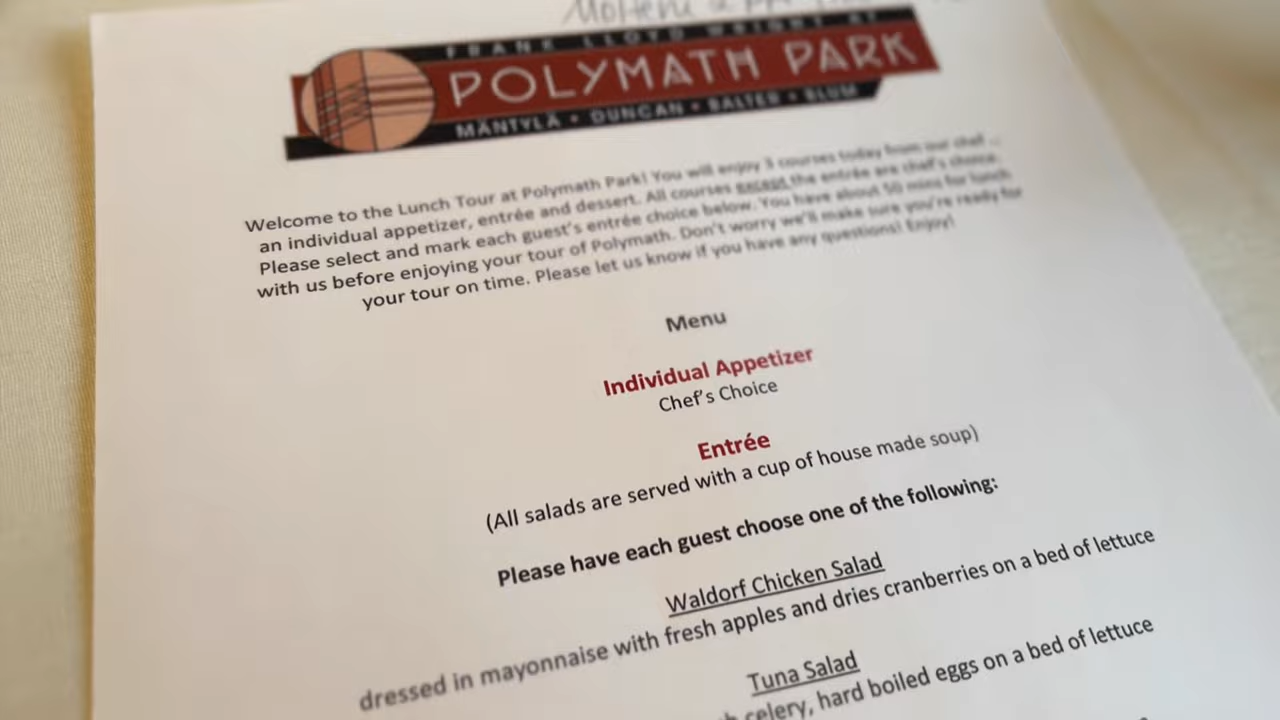 FRANK LLOYD WRIGHT AT
POLYMATH PARK
MÄNTYLÄ • DUNCAN • BALTER • BLUM
Welcome to the Lunch Tour at Polymath Park! You will enjoy 3 courses today from our chef ...
an individual appetizer, entrée and dessert. All courses except the entrée are chef's choice.
Please select and mark each guest's entrée choice below. You have about 50 mins for lunch
with us before enjoying your tour of Polymath. Don't worry we'll make sure you're ready for
your tour on time. Please let us know if you have any questions! Enjoy!
Menu
Individual Appetizer
Chef's Choice
Entrée
(All salads are served with a cup of house made soup)
Please have each guest choose one of the following:
Waldorf Chicken Salad
dressed in mayonnaise with fresh apples and dries cranberries on a bed of lettuce
Tuna Salad
celery, hard boiled eggs on a bed of lettuce